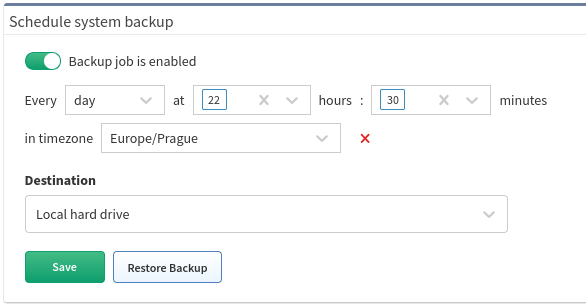 Schedule system backup
Backup job is enabled
Every day at 22 hours : 30 minutes
in timezone Europe/Prague
Destination
Local hard drive
Save Restore Backup